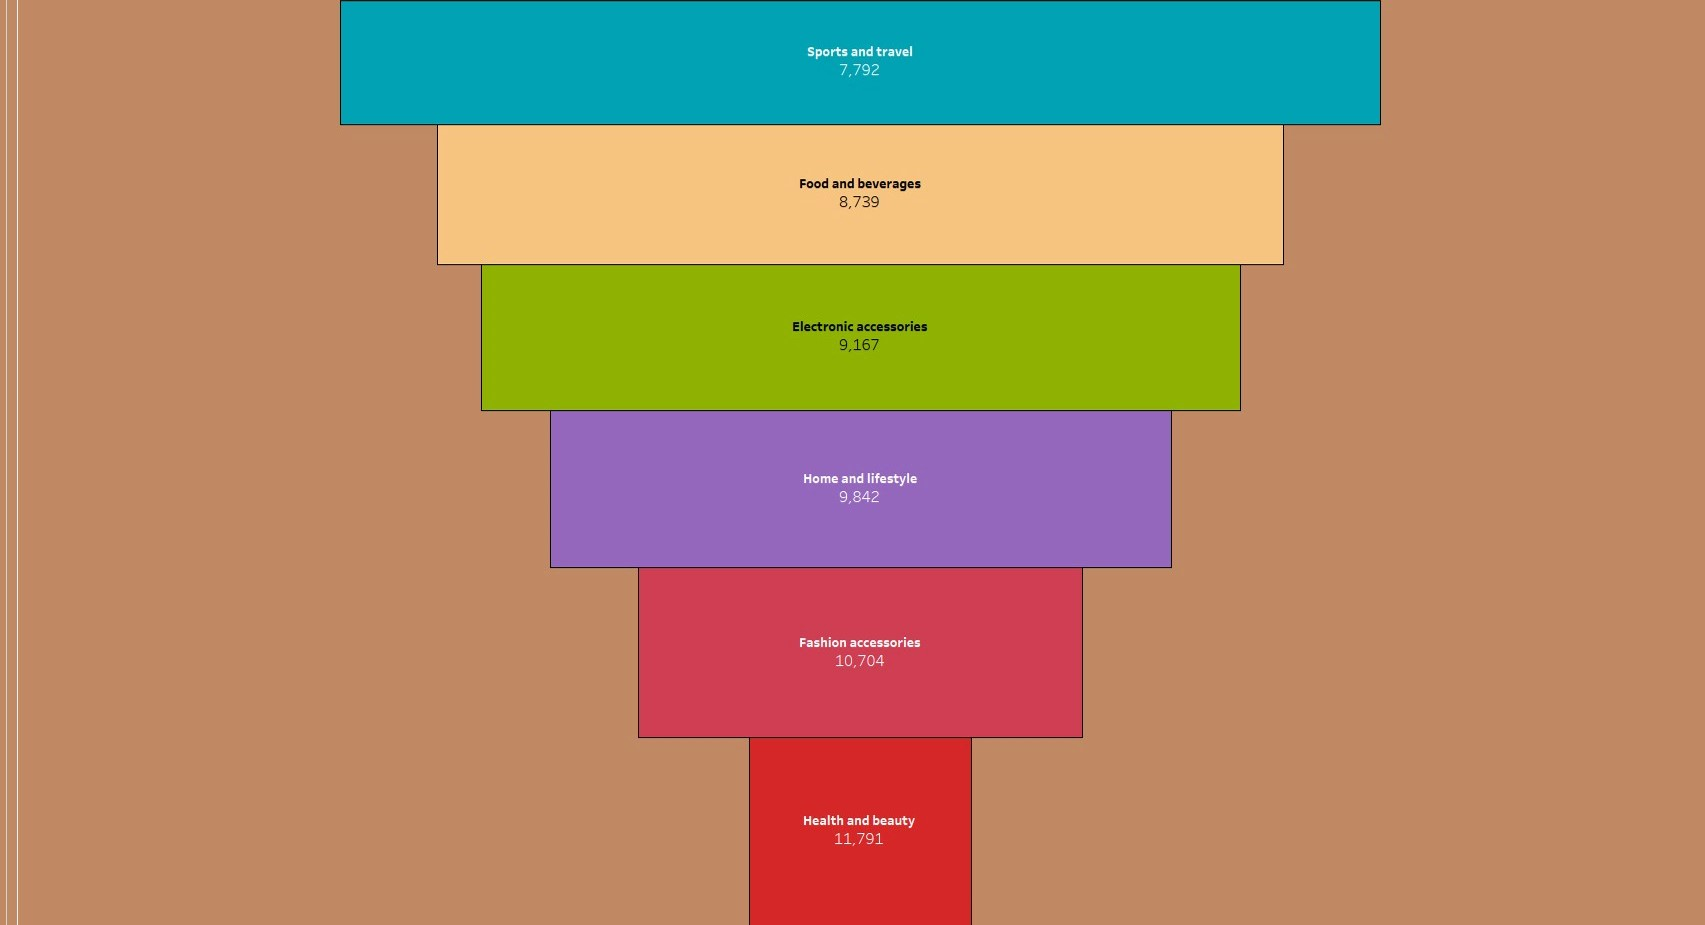 Sports and travel
7,792
Food and beverages
8,739
Electronic accessories
9,167
Home and lifestyle
9,842
Fashion accessories
10,704
Health and beauty
11,791